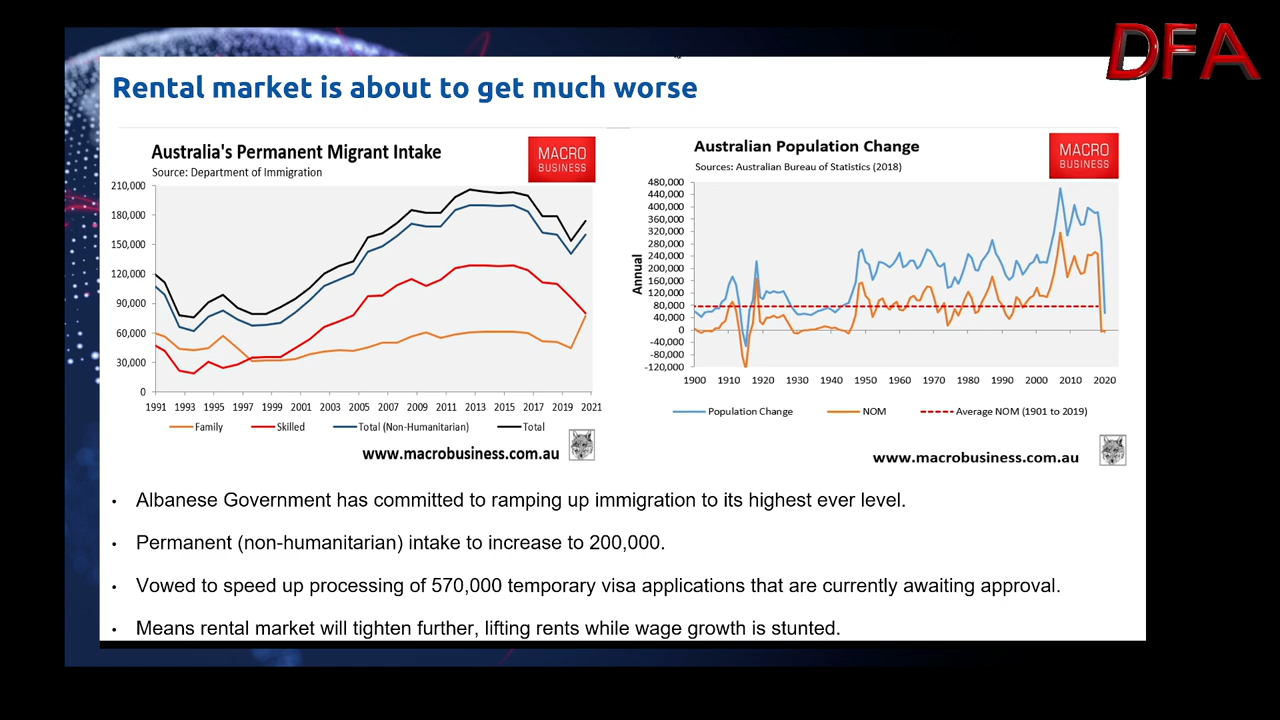 DFA
Rental market is about to get much worse
Australia's Permanent Migrant Intake
Source: Department of Immigration
MACRO
BUSINESS
210,000
180,000
150,000
120,000
90,000
60,000
30,000
0
1991 1993 1995 1997 1999 2001 2003 2005 2007 2009 2011 2013 2015 2017 2019 2021
Family Skilled Total (Non-Humanitarian) Total
www.macrobusiness.com.au
Australian Population Change
Sources: Australian Bureau of Statistics (2018)
MACRO
BUSINESS
Annual
480,000
440,000
400,000
360,000
320,000
280,000
240,000
200,000
160,000
120,000
80,000
40,000
0
-40,000
-80,000
-120,000
1900 1910 1920 1930 1940 1950 1960 1970 1980 1990 2000 2010 2020
Population Change NOM Average NOM (1901 to 2019)
www.macrobusiness.com.au
• Albanese Government has committed to ramping up immigration to its highest ever level.
• Permanent (non-humanitarian) intake to increase to 200,000.
• Vowed to speed up processing of 570,000 temporary visa applications that are currently awaiting approval.
• Means rental market will tighten further, lifting rents while wage growth is stunted.